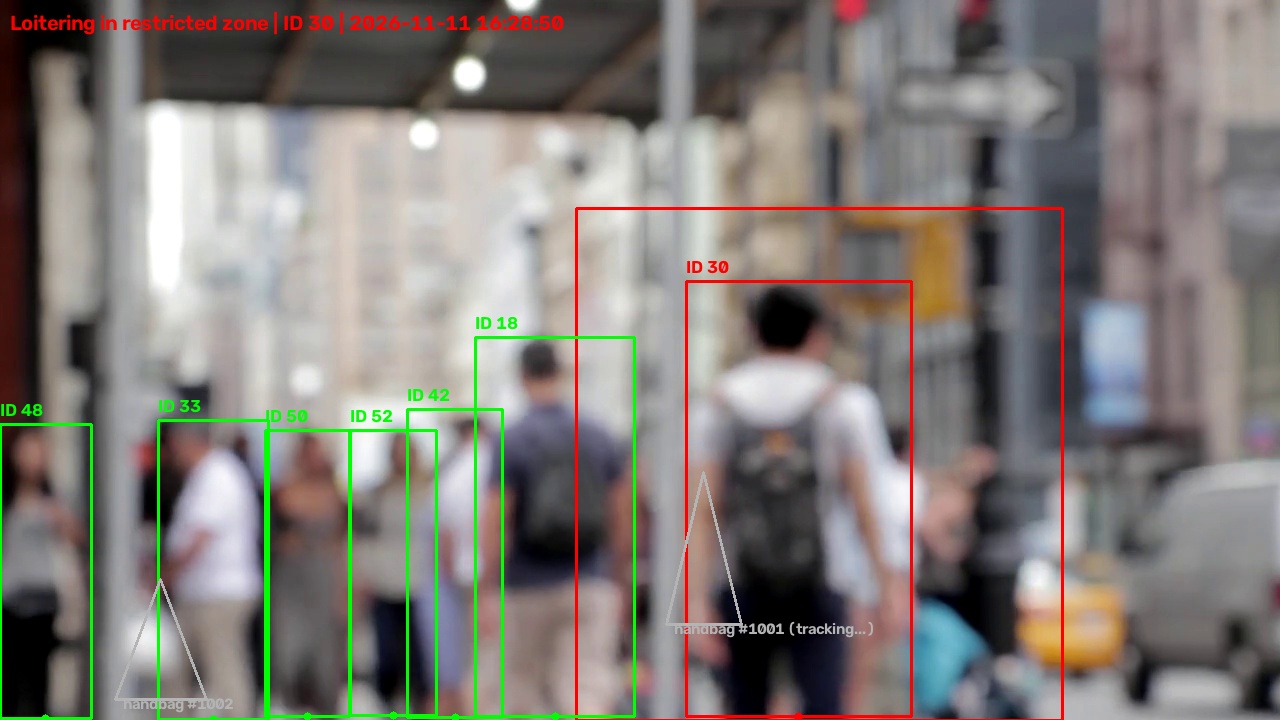 Loitering in restricted zone | ID 30 | 2026-11-11 16:28:50
ID 30
ID 18
ID 42
ID 48
ID 33
ID 50
ID 52
handbag #1001 (tracking...)
handbag #1002